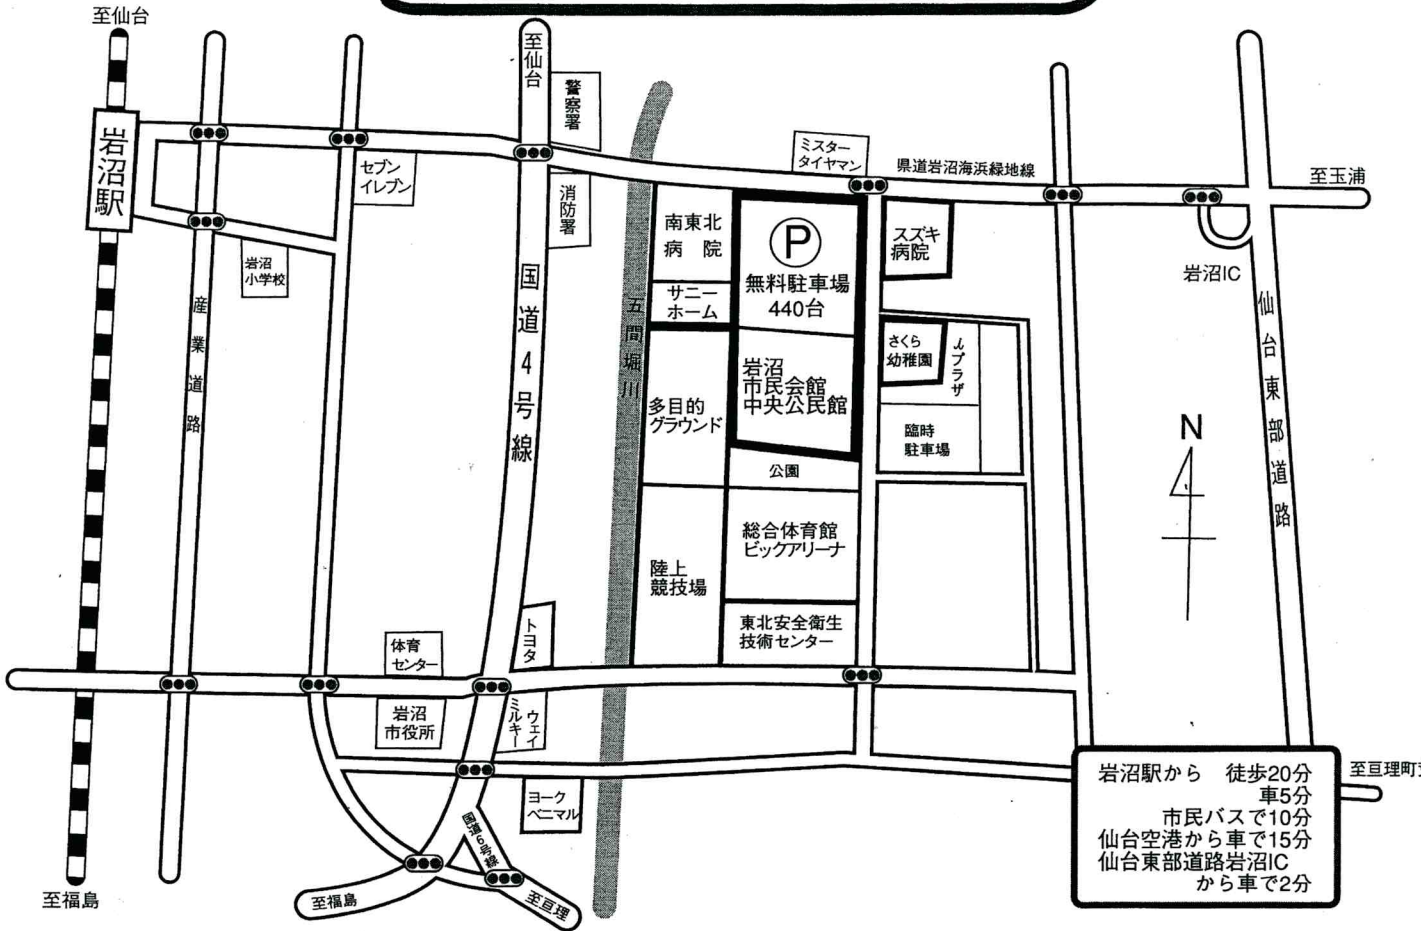 至仙台
至仙台
警察署
岩沼駅
セブン
イレブン
消防署
ミスター
タイヤマン
県道岩沼海浜緑地線
至玉浦
南東北
病 院
P
無料駐車場
440台
スズキ
病院
岩沼
小学校
岩沼IC
サニー
ホーム
産業道路
国道4号線
五間堀川
仙台東部道路
さくら
幼稚園
プラザ
岩沼
市民会館
中央公民館
多目的
グラウンド
臨時
駐車場
N
公園
総合体育館
ビックアリーナ
陸上
競技場
東北安全衛生
技術センター
トヨタ
体育
センター
岩沼
市役所
ミルキー
ウェイ
ヨーク
ベニマル
国道6号線
至福島
至福島
至亘理
岩沼駅から 徒歩20分
車5分
市民バスで10分
仙台空港から車で15分
仙台東部道路岩沼IC
から車で2分
至亘理町